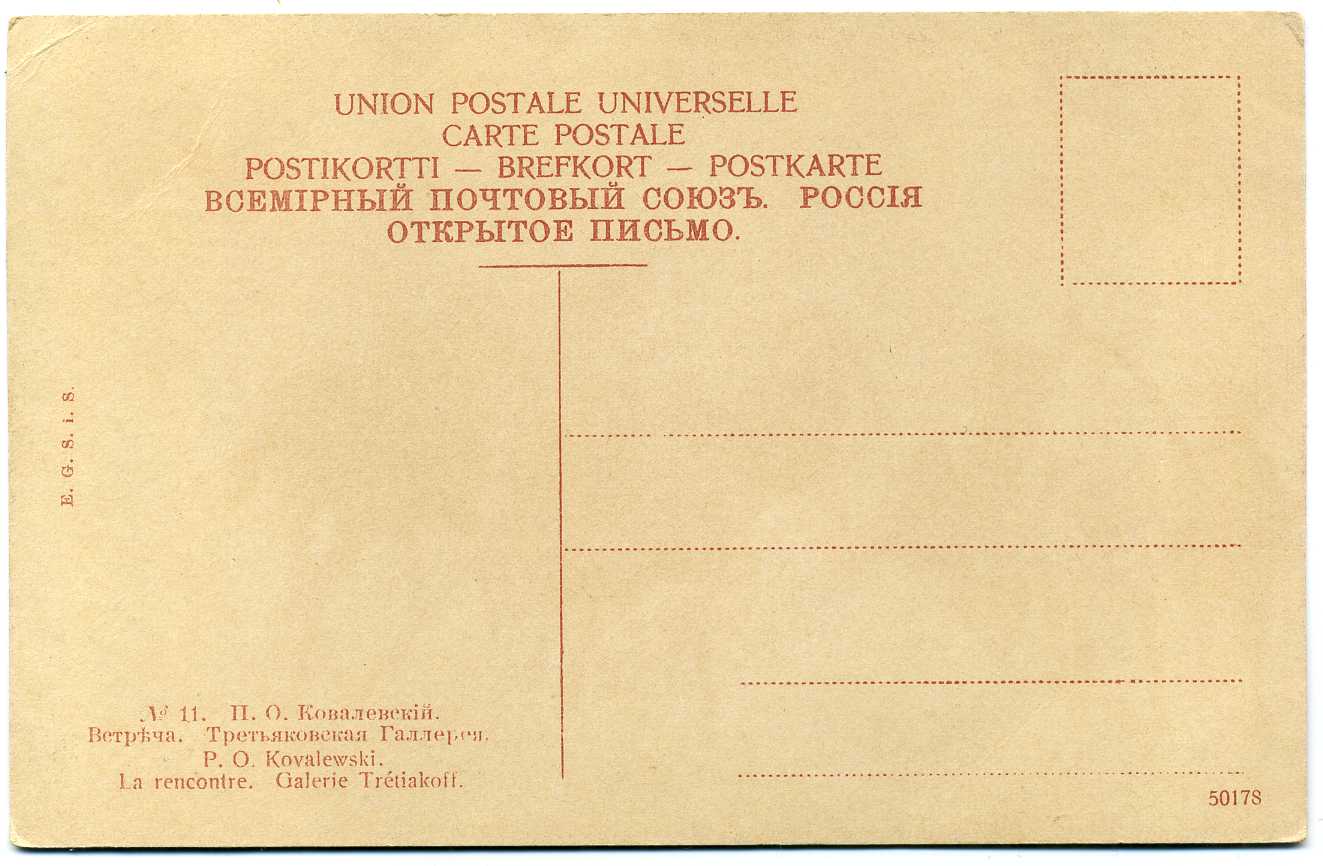 UNION POSTALE UNIVERSELLE
CARTE POSTALE
POSTIKORTTI — BREFKORT — POSTKARTE
ВСЕМІРНЫЙ ПОЧТОВЫЙ СОЮЗЪ. РОССІЯ
ОТКРЫТОЕ ПИСЬМО.
E. G. S. i. S.
№ 11. П. О. Ковалевскій.
Встрѣча. Третьяковская Галлерея.
P. O. Kovalewski.
La rencontre. Galerie Trétiakoff.
50178